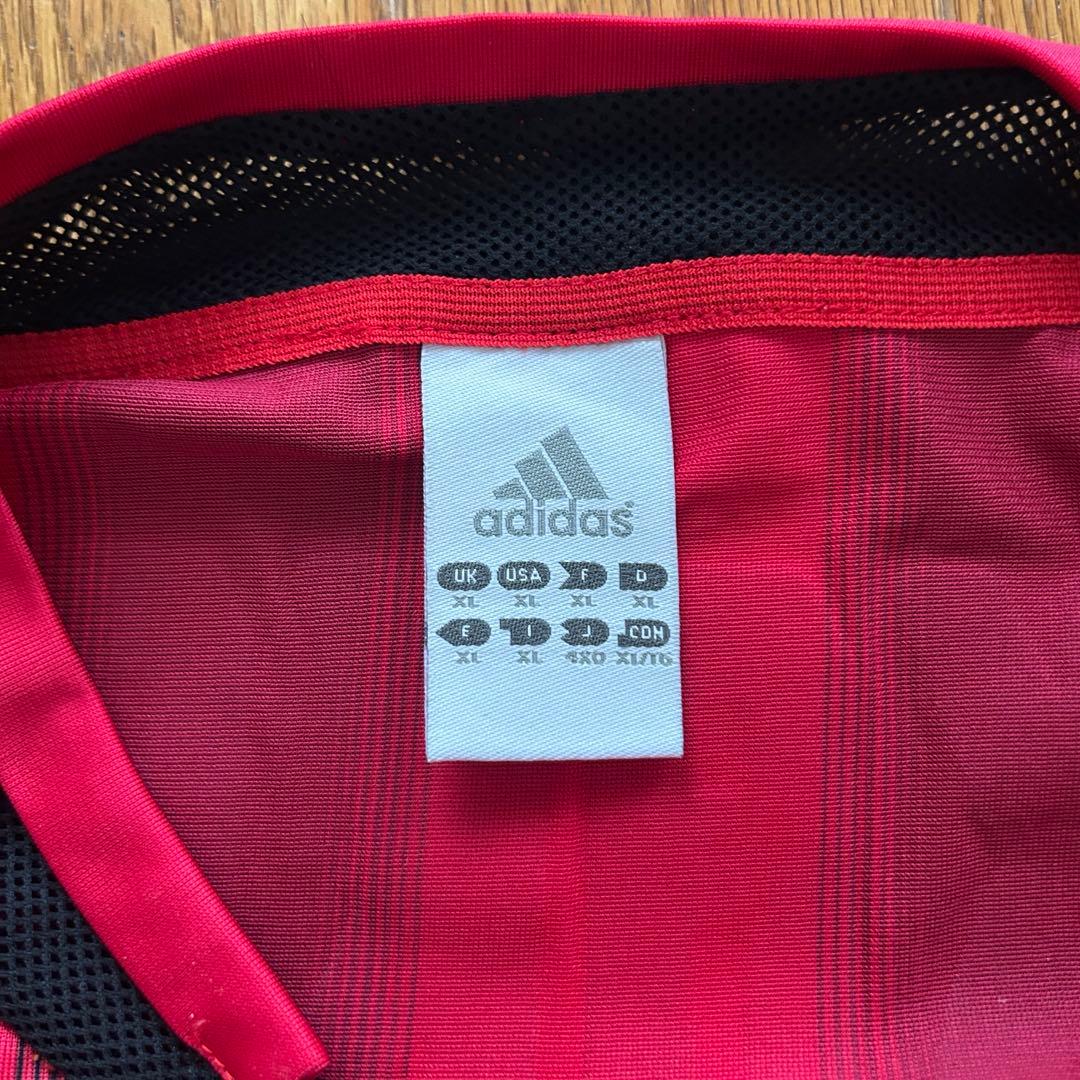 adidas
UK USA F D
XL XL XL XL
E I J CDN
XL XL 4XO XL/TG